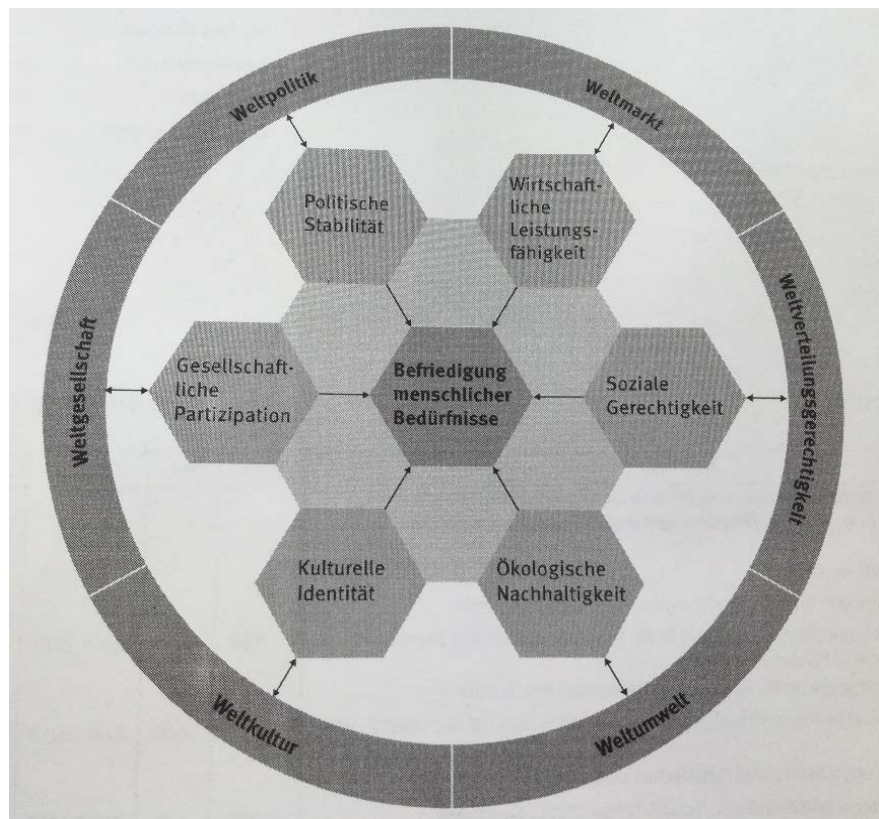 Weltpolitik
Weltmarkt
Politische
Stabilität
Wirtschaft-
liche
Leistungs-
fähigkeit
Weltgesellschaft
Gesellschaft-
liche
Partizipation
Befriedigung
menschlicher
Bedürfnisse
Soziale
Gerechtigkeit
Weltverteilungsgerechtigkeit
Kulturelle
Identität
Ökologische
Nachhaltigkeit
Weltkultur
Weltumwelt